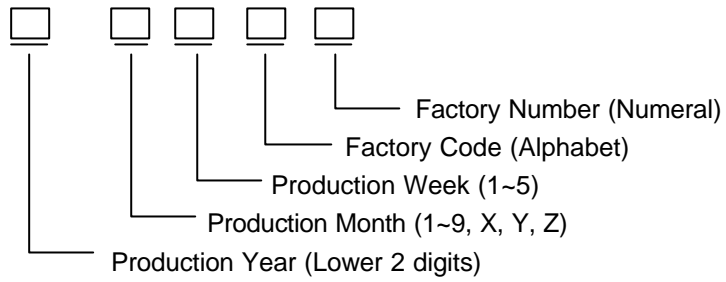 Factory Number (Numeral)
Factory Code (Alphabet)
Production Week (1~5)
Production Month (1~9, X, Y, Z)
Production Year (Lower 2 digits)